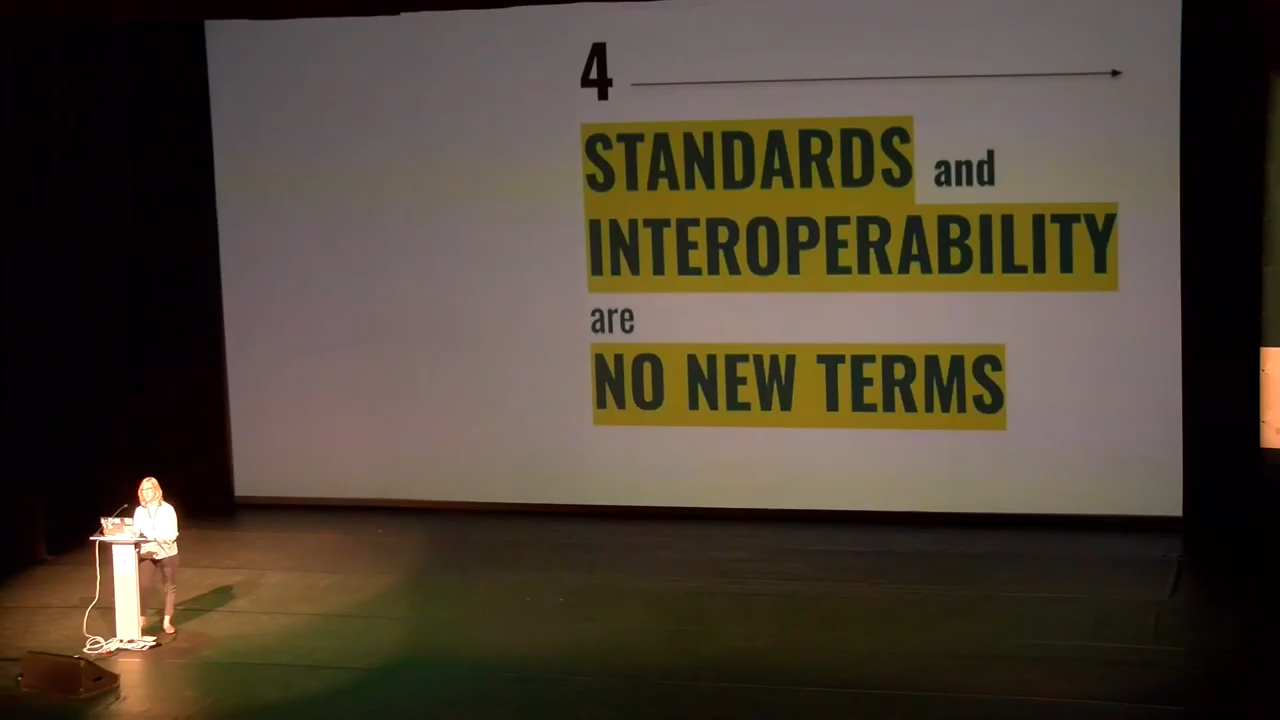 4
STANDARDS and
INTEROPERABILITY
are
NO NEW TERMS